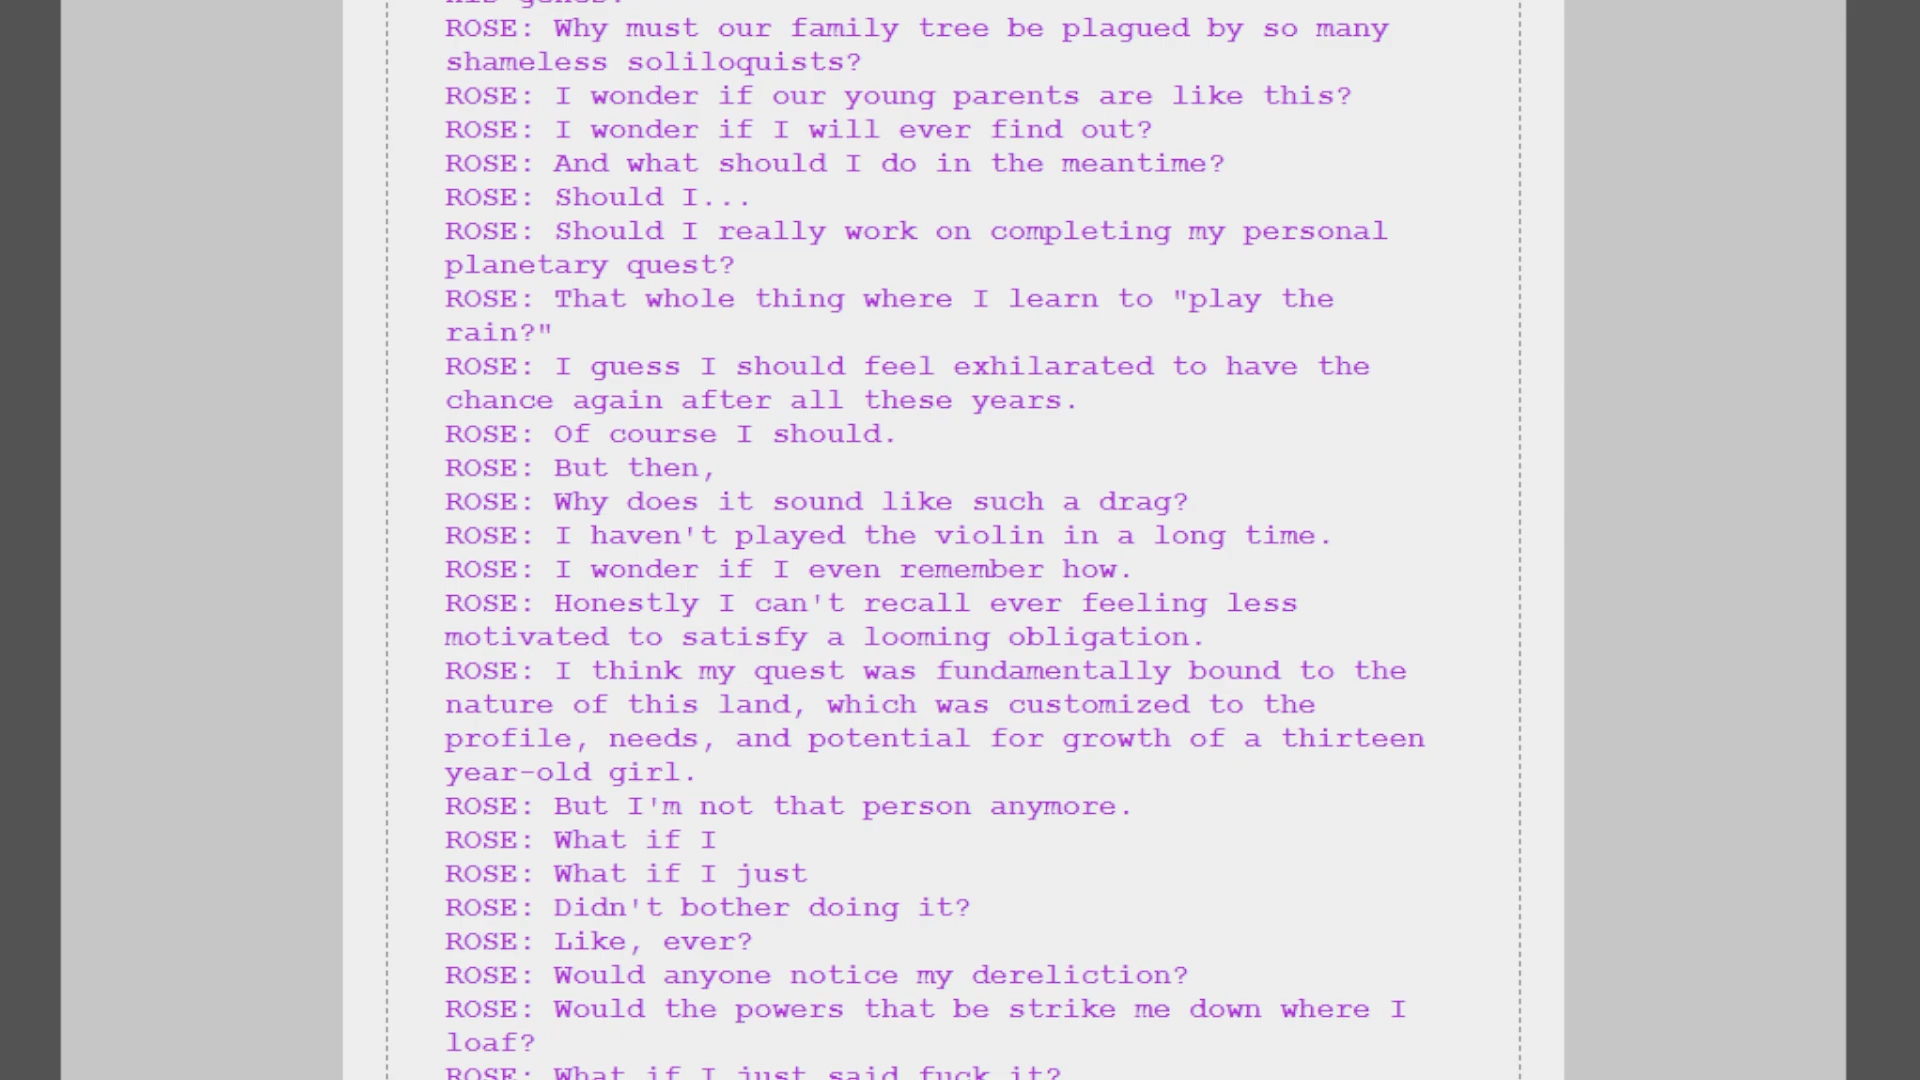 his genes.
ROSE: Why must our family tree be plagued by so many
shameless soliloquists?
ROSE: I wonder if our young parents are like this?
ROSE: I wonder if I will ever find out?
ROSE: And what should I do in the meantime?
ROSE: Should I...
ROSE: Should I really work on completing my personal
planetary quest?
ROSE: That whole thing where I learn to "play the
rain?"
ROSE: I guess I should feel exhilarated to have the
chance again after all these years.
ROSE: Of course I should.
ROSE: But then,
ROSE: Why does it sound like such a drag?
ROSE: I haven't played the violin in a long time.
ROSE: I wonder if I even remember how.
ROSE: Honestly I can't recall ever feeling less
motivated to satisfy a looming obligation.
ROSE: I think my quest was fundamentally bound to the
nature of this land, which was customized to the
profile, needs, and potential for growth of a thirteen
year-old girl.
ROSE: But I'm not that person anymore.
ROSE: What if I
ROSE: What if I just
ROSE: Didn't bother doing it?
ROSE: Like, ever?
ROSE: Would anyone notice my dereliction?
ROSE: Would the powers that be strike me down where I
loaf?
ROSE: What if I just said fuck it?